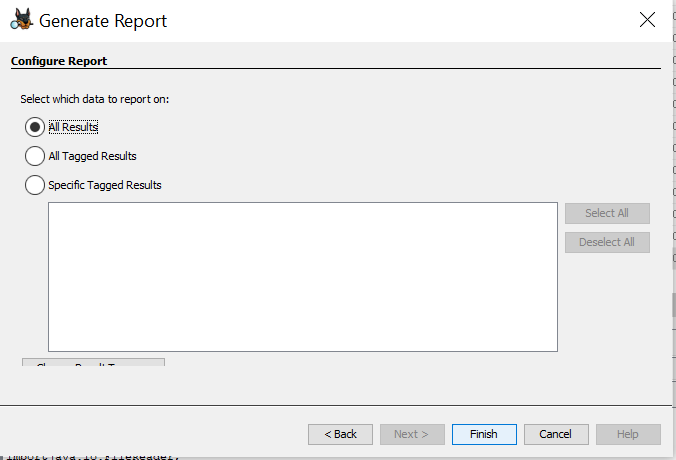 Generate Report
Configure Report
Select which data to report on:
All Results
All Tagged Results
Specific Tagged Results
Select All
Deselect All
< Back
Next >
Finish
Cancel
Help